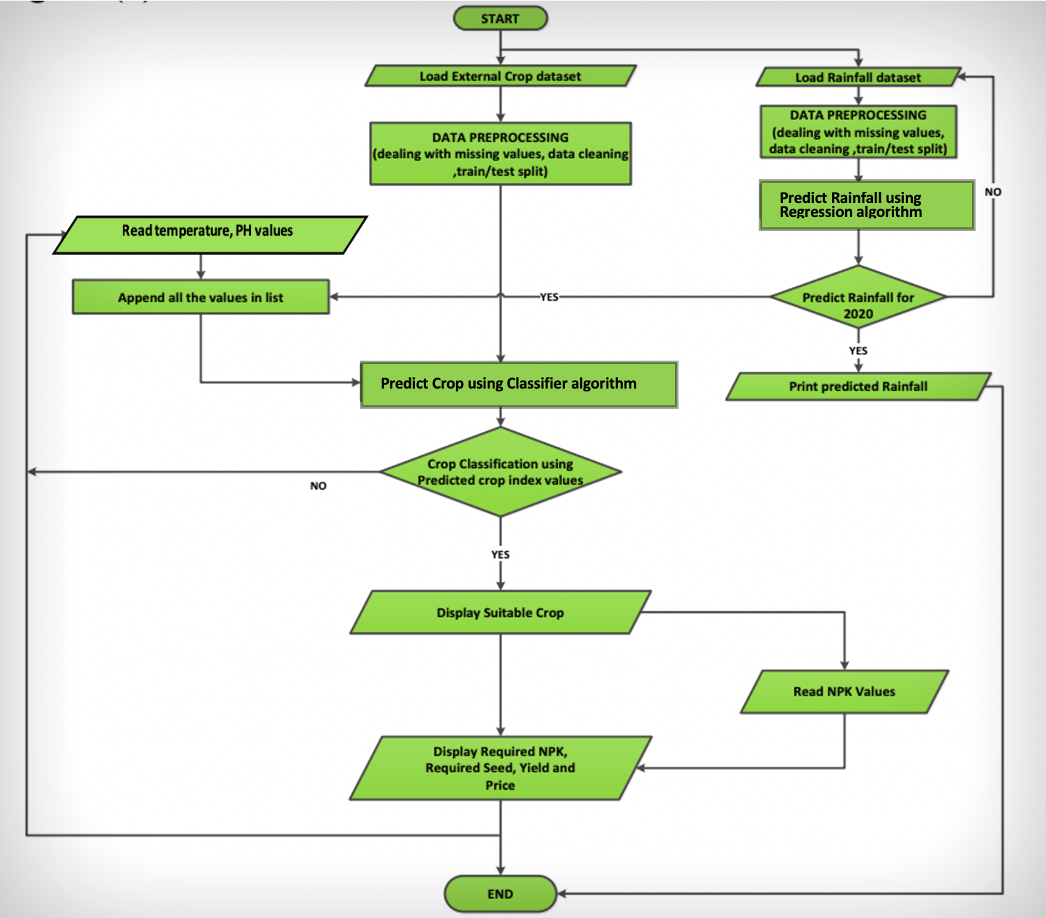 START
Load External Crop dataset
Load Rainfall dataset
DATA PREPROCESSING
(dealing with missing values, data cleaning
,train/test split)
DATA PREPROCESSING
(dealing with missing values,
data cleaning ,train/test split)
Predict Rainfall using
Regression algorithm
NO
Read temperature, PH values
Append all the values in list
YES
Predict Rainfall for
2020
YES
Print predicted Rainfall
Predict Crop using Classifier algorithm
Crop Classification using
Predicted crop index values
NO
YES
Display Suitable Crop
Read NPK Values
Display Required NPK,
Required Seed, Yield and
Price
END